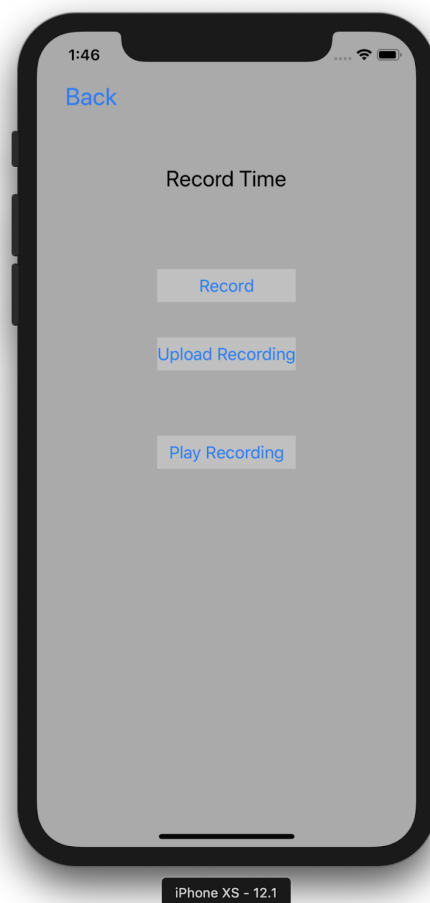 1:46
Back
Record Time
Record
Upload Recording
Play Recording
iPhone XS - 12.1